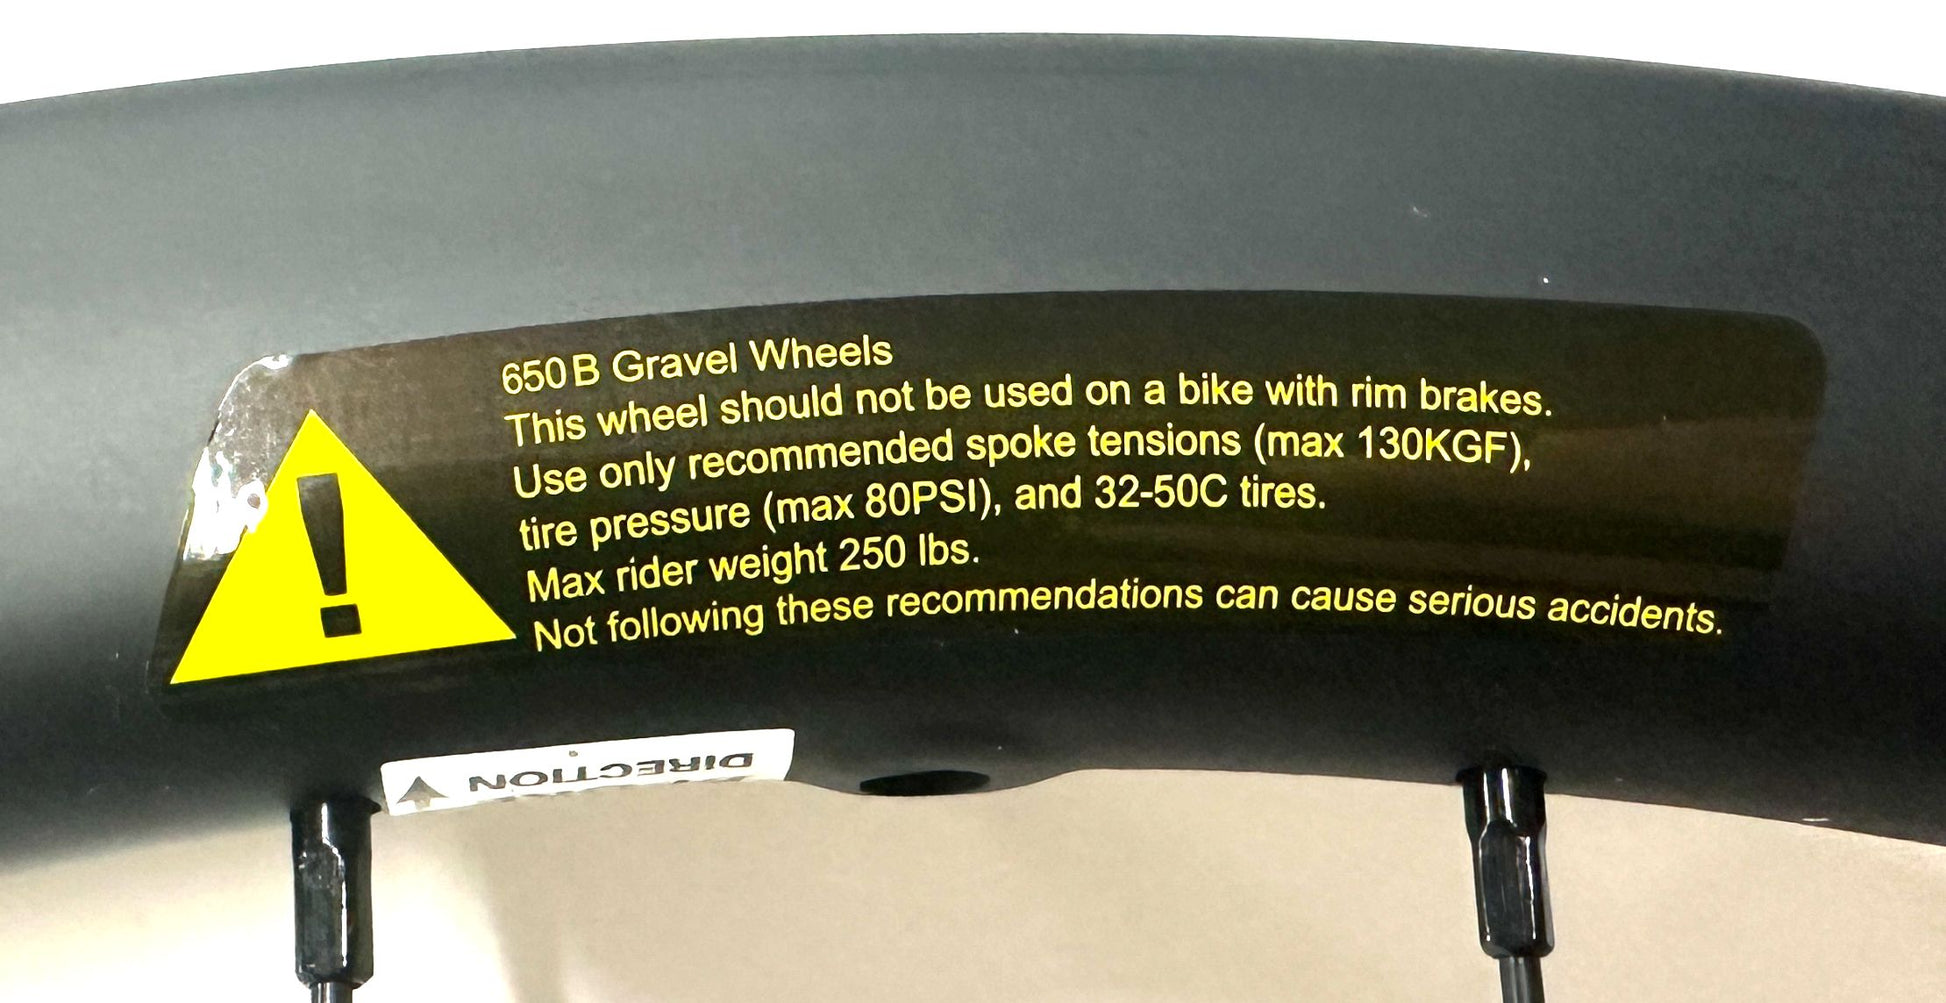 650B Gravel Wheels
This wheel should not be used on a bike with rim brakes.
Use only recommended spoke tensions (max 130KGF),
tire pressure (max 80PSI), and 32-50C tires.
Max rider weight 250 lbs.
Not following these recommendations can cause serious accidents.
DIRECTION